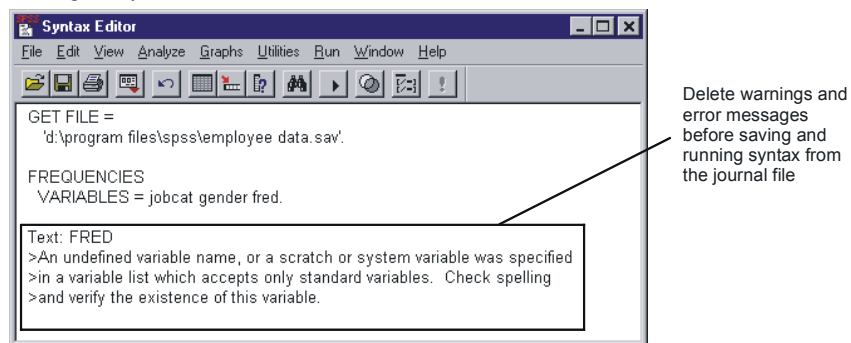 SPSS Syntax Editor
File Edit View Analyze Graphs Utilities Run Window Help
GET FILE =
'd:\program files\spss\employee data.sav'.
FREQUENCIES
VARIABLES = jobcat gender fred.
Text: FRED
>An undefined variable name, or a scratch or system variable was specified
>in a variable list which accepts only standard variables. Check spelling
>and verify the existence of this variable.
Delete warnings and
error messages
before saving and
running syntax from
the journal file